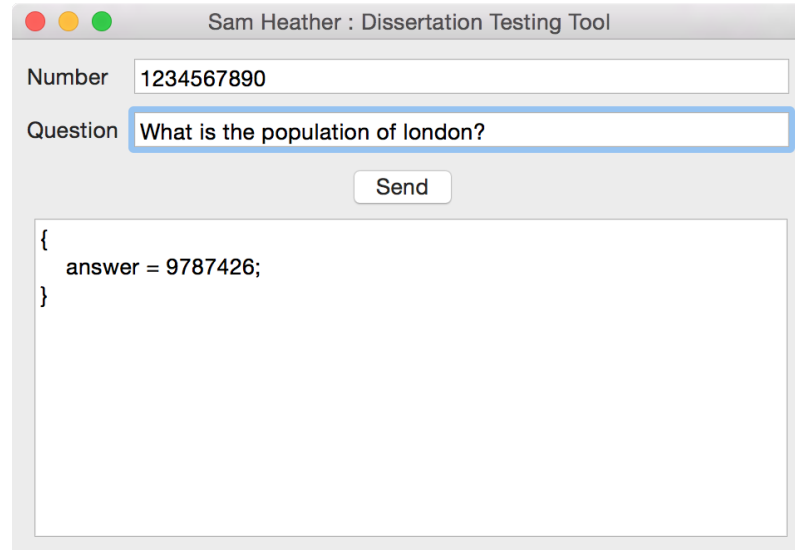 Sam Heather : Dissertation Testing Tool
Number 1234567890
Question What is the population of london?
Send
{
answer = 9787426;
}